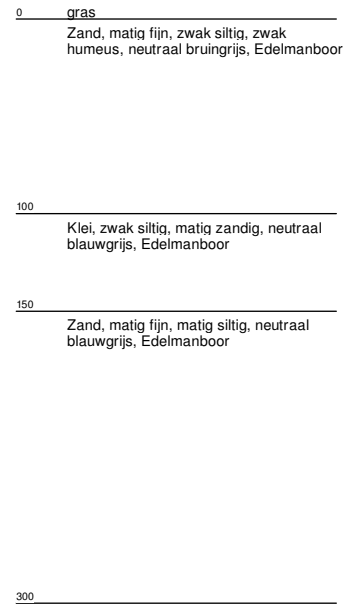 0 gras
Zand, matig fijn, zwak siltig, zwak
humeus, neutraal bruingrijs, Edelmanboor
100
Klei, zwak siltig, matig zandig, neutraal
blauwgrijs, Edelmanboor
150
Zand, matig fijn, matig siltig, neutraal
blauwgrijs, Edelmanboor
300